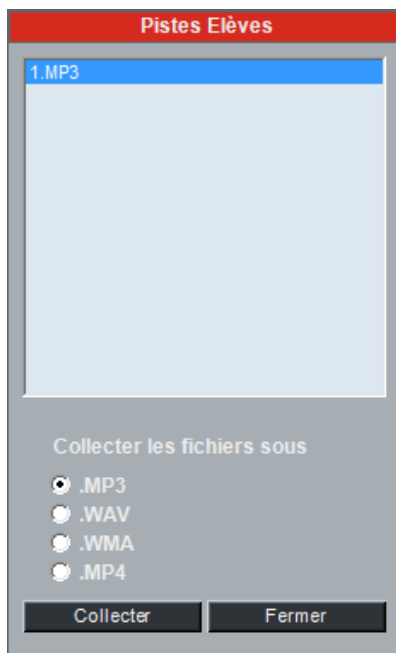 Pistes Elèves
1.MP3
Collecter les fichiers sous
.MP3
.WAV
.WMA
.MP4
Collecter Fermer